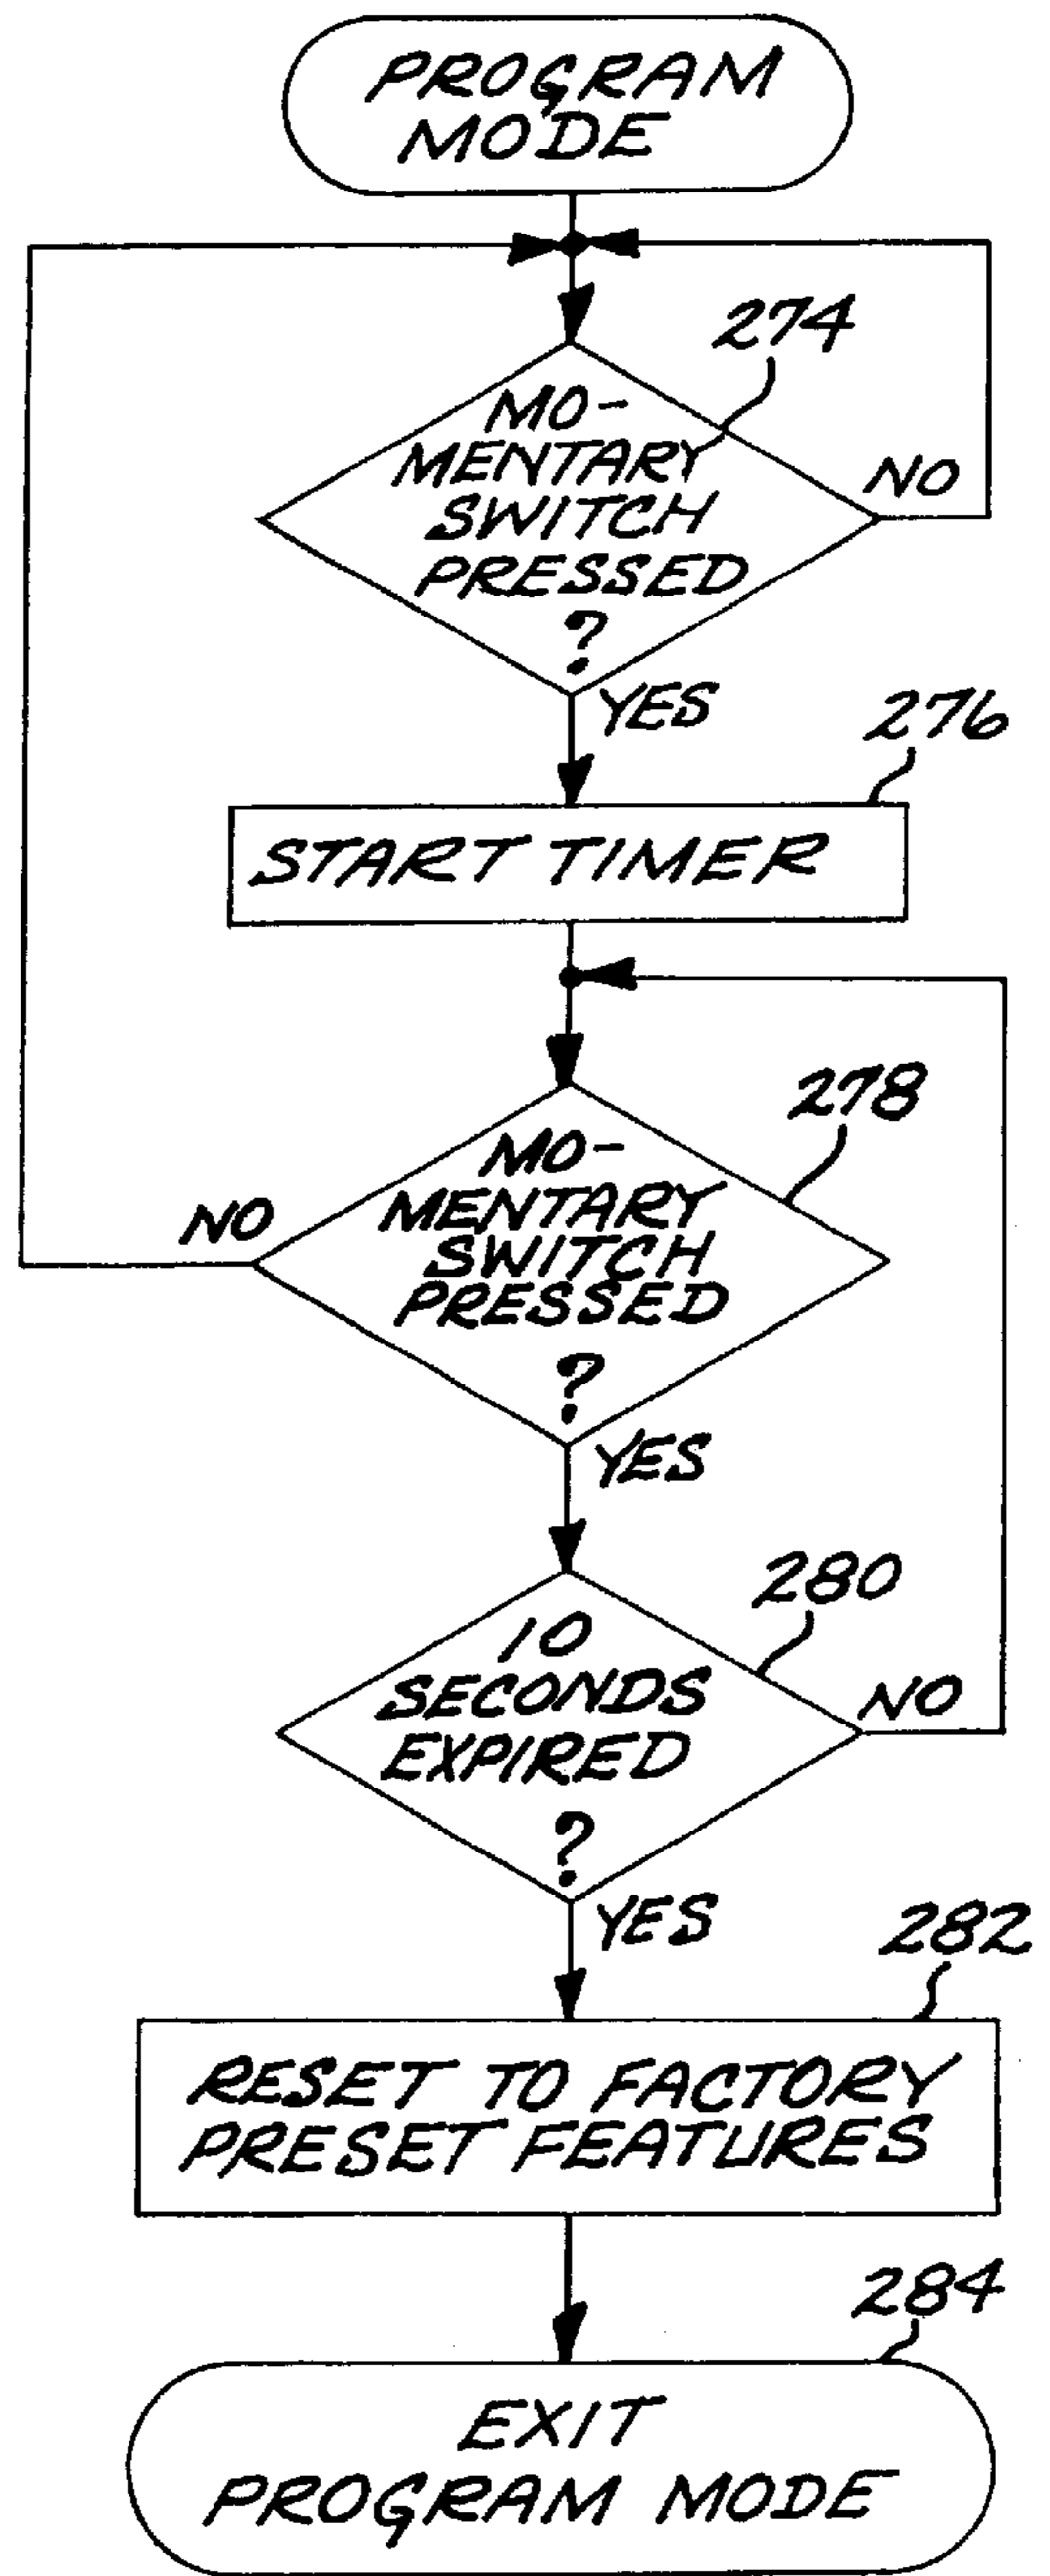 PROGRAM
MODE
274
MO-
MENTARY
SWITCH
PRESSED
?
NO
YES
276
START TIMER
278
MO-
MENTARY
SWITCH
PRESSED
?
NO
YES
280
10
SECONDS
EXPIRED
?
NO
YES
282
RESET TO FACTORY
PRESET FEATURES
284
EXIT
PROGRAM MODE